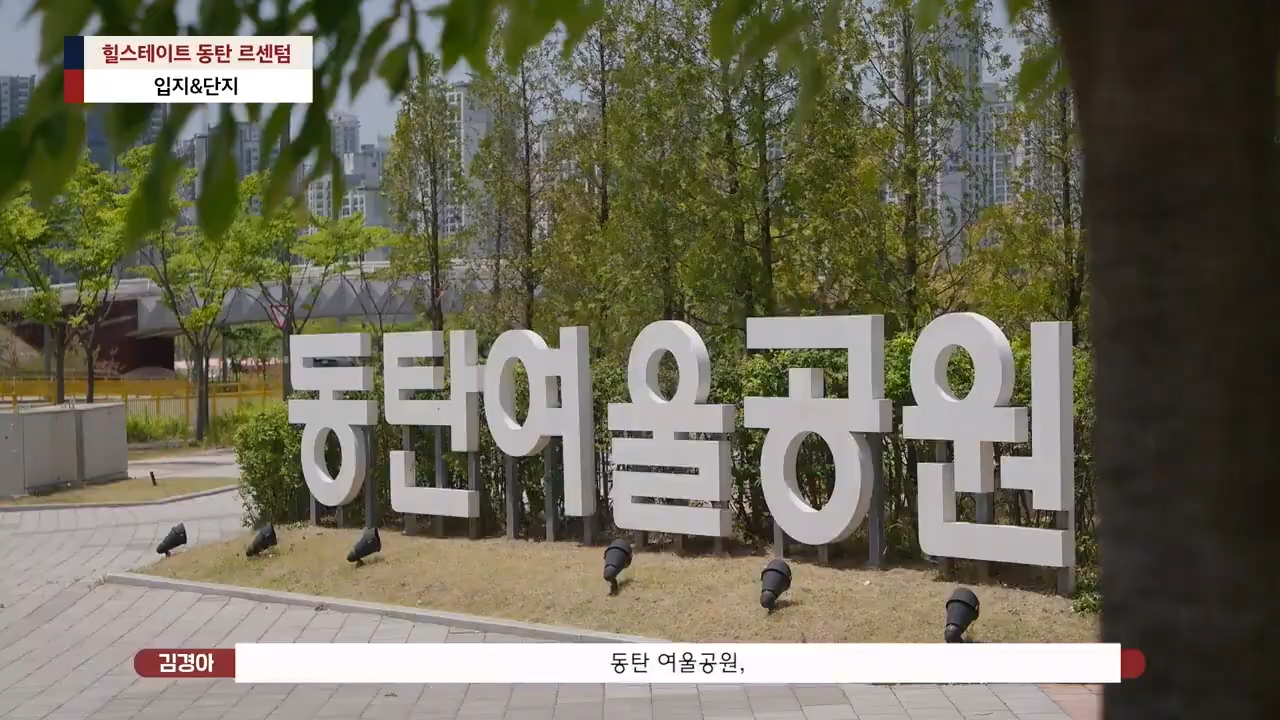 힐스테이트 동탄 르센텀
입지&단지
동탄여울공원
김경아
동탄 여울공원,